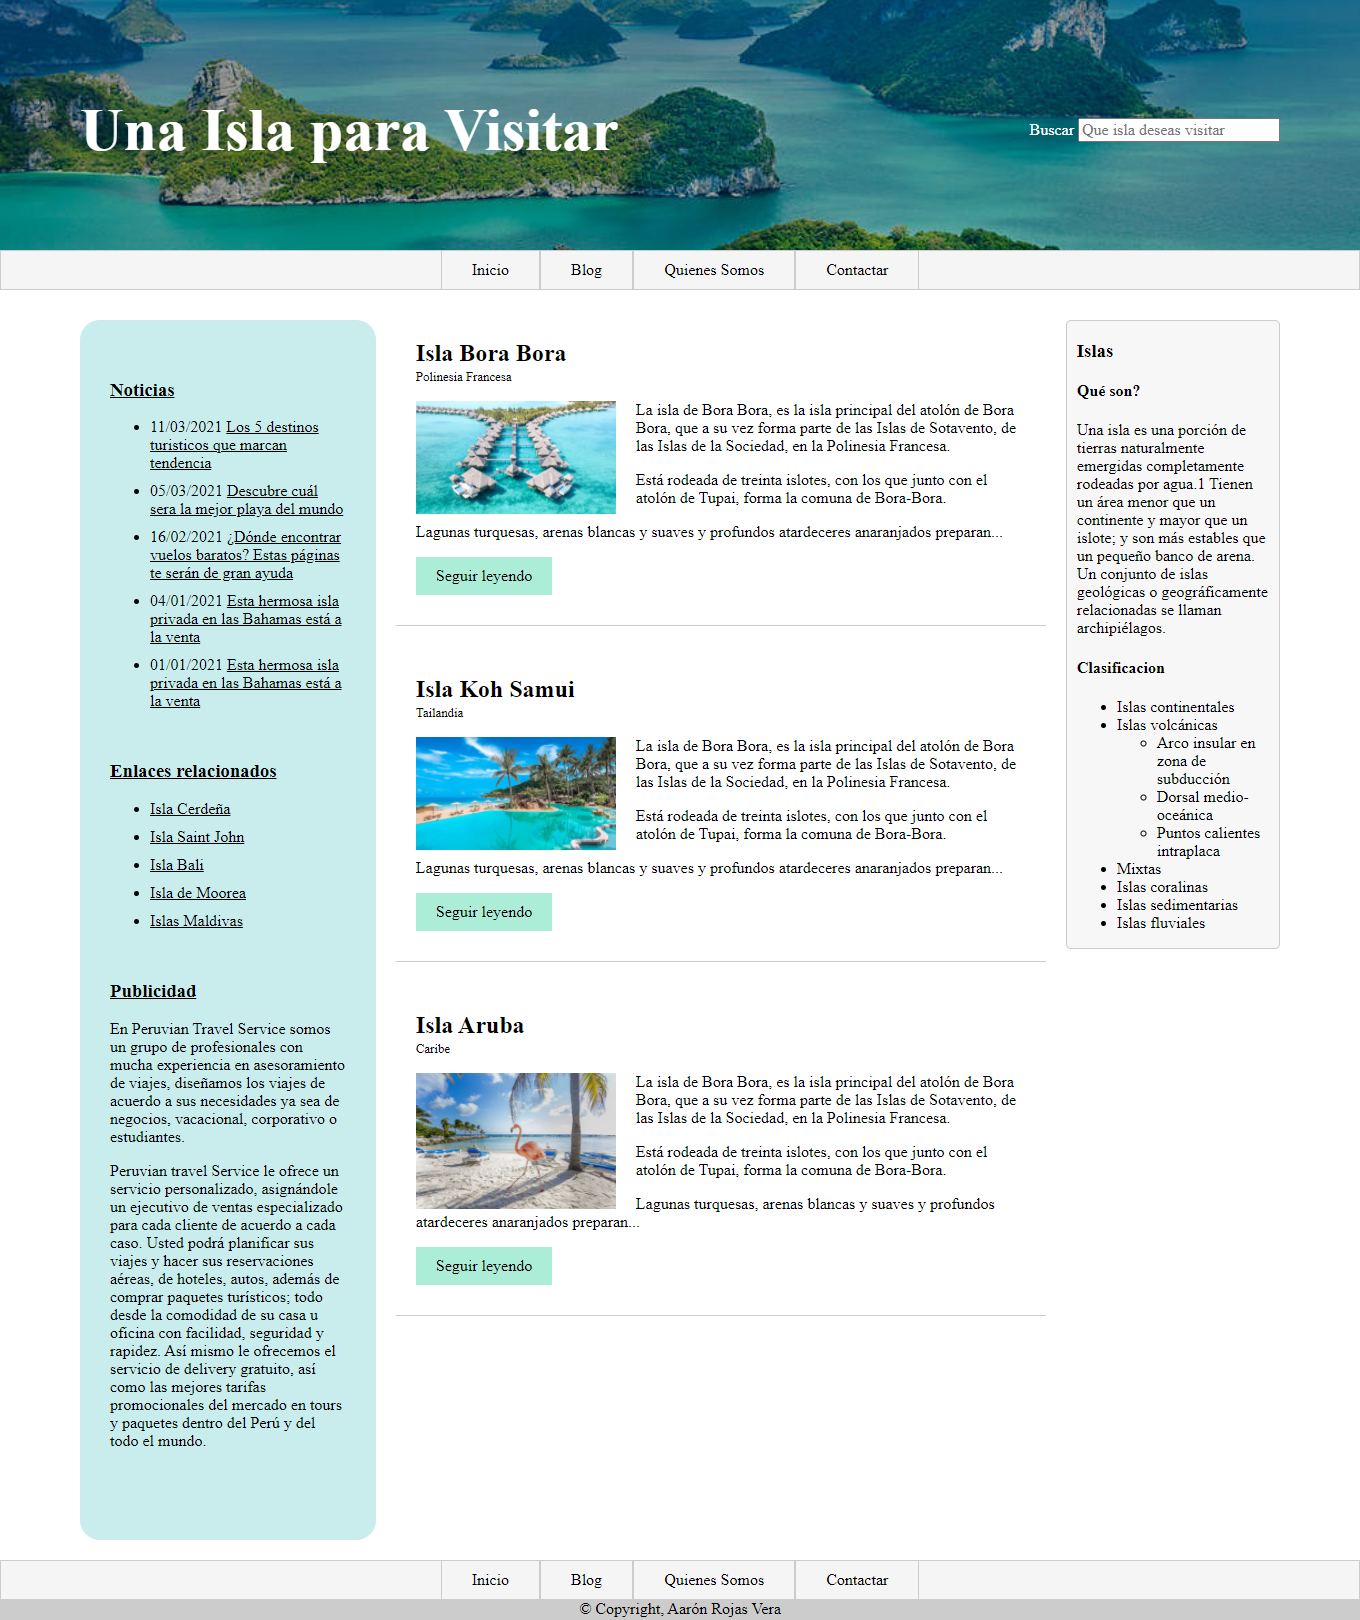 Una Isla para Visitar
Buscar Que isla deseas visitar
Inicio Blog Quienes Somos Contactar
Noticias
11/03/2021 Los 5 destinos
turisticos que marcan
tendencia
05/03/2021 Descubre cuál
sera la mejor playa del mundo
16/02/2021 ¿Dónde encontrar
vuelos baratos? Estas páginas
te serán de gran ayuda
04/01/2021 Esta hermosa isla
privada en las Bahamas está a
la venta
01/01/2021 Esta hermosa isla
privada en las Bahamas está a
la venta
Enlaces relacionados
Isla Cerdeña
Isla Saint John
Isla Bali
Isla de Moorea
Islas Maldivas
Publicidad
En Peruvian Travel Service somos
un grupo de profesionales con
mucha experiencia en asesoramiento
de viajes, diseñamos los viajes de
acuerdo a sus necesidades ya sea de
negocios, vacacional, corporativo o
estudiantes.
Peruvian travel Service le ofrece un
servicio personalizado, asignándole
un ejecutivo de ventas especializado
para cada cliente de acuerdo a cada
caso. Usted podrá planificar sus
viajes y hacer sus reservaciones
aéreas, de hoteles, autos, además de
comprar paquetes turísticos; todo
desde la comodidad de su casa u
oficina con facilidad, seguridad y
rapidez. Así mismo le ofrecemos el
servicio de delivery gratuito, así
como las mejores tarifas
promocionales del mercado en tours
y paquetes dentro del Perú y del
todo el mundo.
Isla Bora Bora
Polinesia Francesa
La isla de Bora Bora, es la isla principal del atolón de Bora
Bora, que a su vez forma parte de las Islas de Sotavento, de
las Islas de la Sociedad, en la Polinesia Francesa.
Está rodeada de treinta islotes, con los que junto con el
atolón de Tupai, forma la comuna de Bora-Bora.
Lagunas turquesas, arenas blancas y suaves y profundos atardeceres anaranjados preparan...
Seguir leyendo
Isla Koh Samui
Tailandia
La isla de Bora Bora, es la isla principal del atolón de Bora
Bora, que a su vez forma parte de las Islas de Sotavento, de
las Islas de la Sociedad, en la Polinesia Francesa.
Está rodeada de treinta islotes, con los que junto con el
atolón de Tupai, forma la comuna de Bora-Bora.
Lagunas turquesas, arenas blancas y suaves y profundos atardeceres anaranjados preparan...
Seguir leyendo
Isla Aruba
Caribe
La isla de Bora Bora, es la isla principal del atolón de Bora
Bora, que a su vez forma parte de las Islas de Sotavento, de
las Islas de la Sociedad, en la Polinesia Francesa.
Está rodeada de treinta islotes, con los que junto con el
atolón de Tupai, forma la comuna de Bora-Bora.
Lagunas turquesas, arenas blancas y suaves y profundos
atardeceres anaranjados preparan...
Seguir leyendo
Islas
Qué son?
Una isla es una porción de
tierras naturalmente
emergidas completamente
rodeadas por agua.1 Tienen
un área menor que un
continente y mayor que un
islote; y son más estables que
un pequeño banco de arena.
Un conjunto de islas
geológicas o geográficamente
relacionadas se llaman
archipiélagos.
Clasificacion
Islas continentales
Islas volcánicas
Arco insular en
zona de
subducción
Dorsal medio-
oceánica
Puntos calientes
intraplaca
Mixtas
Islas coralinas
Islas sedimentarias
Islas fluviales
Inicio Blog Quienes Somos Contactar
© Copyright, Aarón Rojas Vera